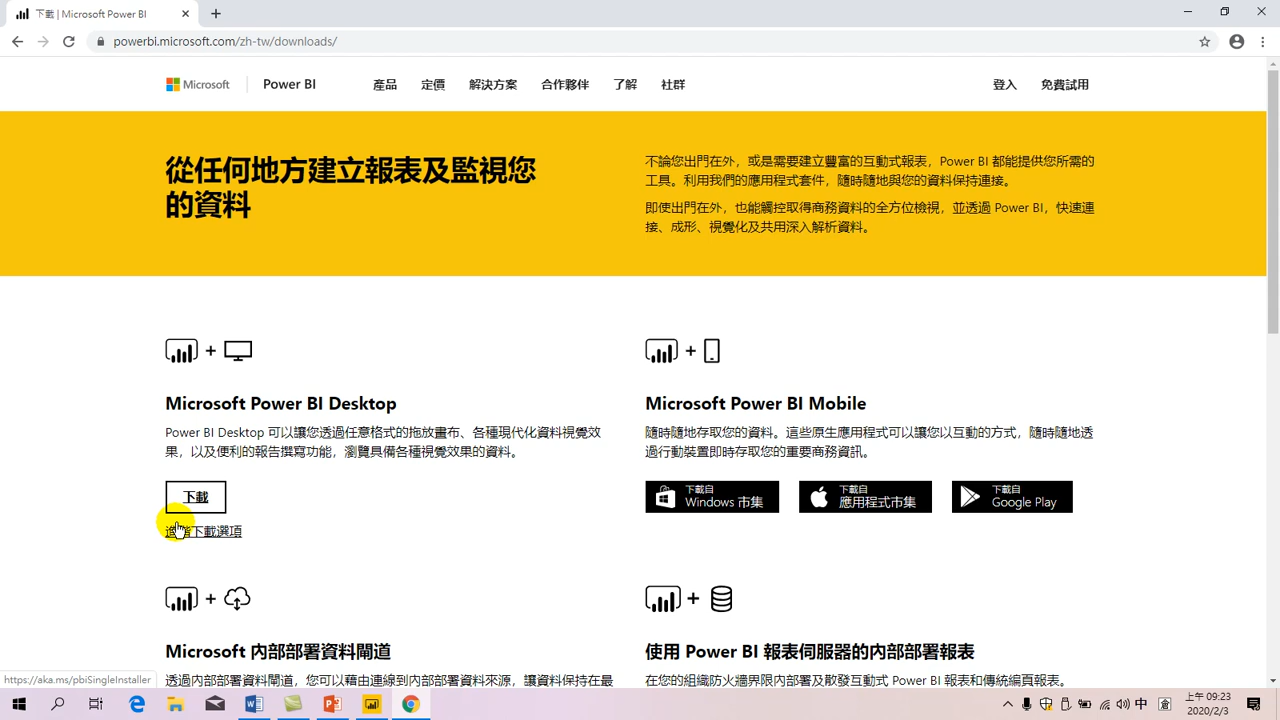 下載 | Microsoft Power BI
powerbi.microsoft.com/zh-tw/downloads/
Microsoft
Power BI
產品
定價
解決方案
合作夥伴
了解
社群
登入
免費試用
從任何地方建立報表及監視您
的資料
不論您出門在外，或是需要建立豐富的互動式報表，Power BI 都能提供您所需的
工具。利用我們的應用程式套件，隨時隨地與您的資料保持連接。
即使出門在外，也能觸控取得商務資料的全方位檢視，並透過 Power BI，快速連
接、成形、視覺化及共用深入解析資料。
Microsoft Power BI Desktop
Power BI Desktop 可以讓您透過任意格式的拖放畫布、各種現代化資料視覺效
果，以及便利的報告撰寫功能，瀏覽具備各種視覺效果的資料。
下載
進階下載選項
Microsoft Power BI Mobile
隨時隨地存取您的資料。這些原生應用程式可以讓您以互動的方式，隨時隨地透
過行動裝置即時存取您的重要商務資訊。
下載自
Windows 市集
下載自
應用程式市集
下載自
Google Play
Microsoft 內部部署資料閘道
透過內部部署資料閘道，您可以藉由連線到內部部署資料來源，讓資料保持在最
使用 Power BI 報表伺服器的內部部署報表
在您的組織防火牆界限內部署及散發互動式 Power BI 報表和傳統編頁報表。
https://aka.ms/pbiSingleInstaller
中
上午 09:23
2020/2/3